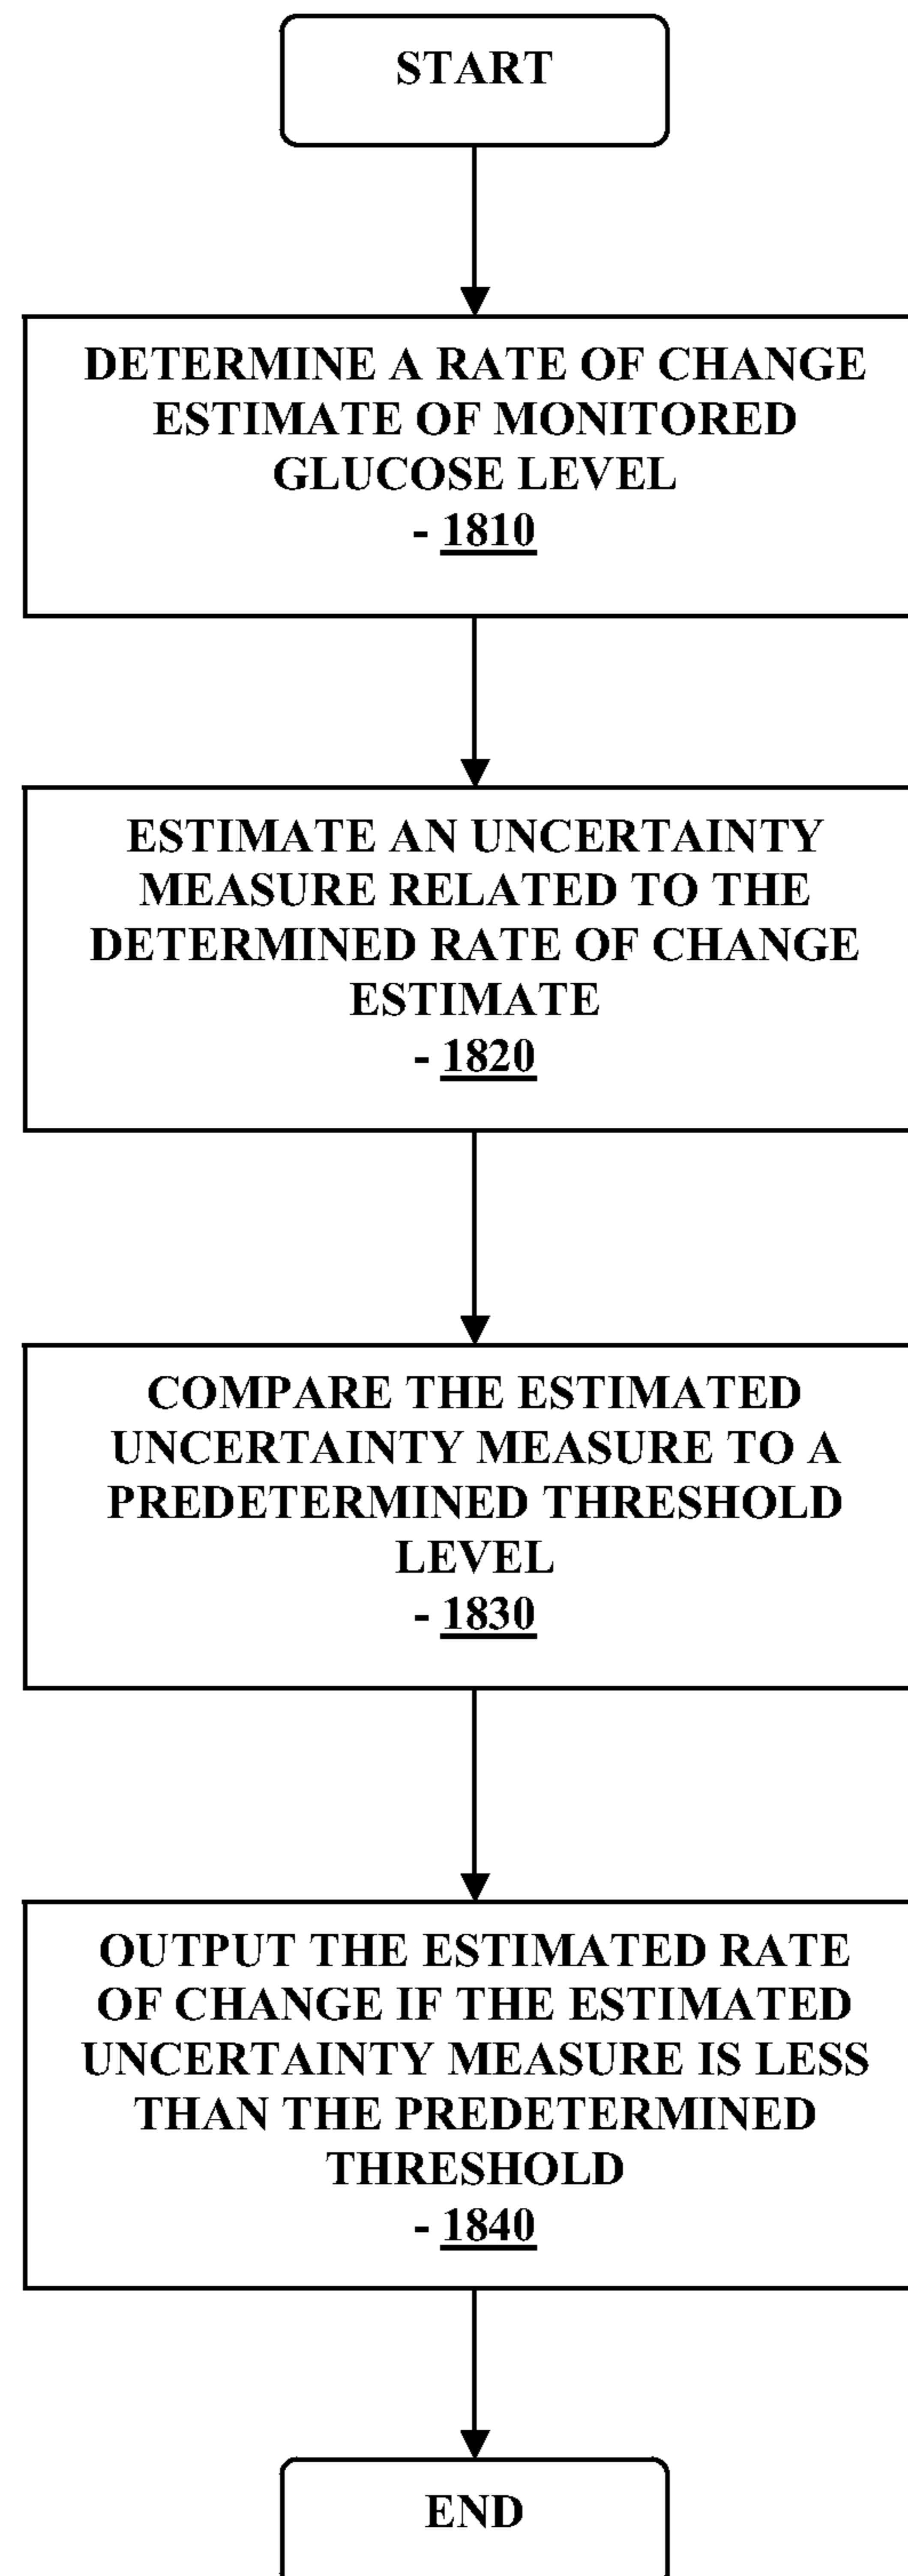 START
DETERMINE A RATE OF CHANGE
ESTIMATE OF MONITORED
GLUCOSE LEVEL
- 1810
ESTIMATE AN UNCERTAINTY
MEASURE RELATED TO THE
DETERMINED RATE OF CHANGE
ESTIMATE
- 1820
COMPARE THE ESTIMATED
UNCERTAINTY MEASURE TO A
PREDETERMINED THRESHOLD
LEVEL
- 1830
OUTPUT THE ESTIMATED RATE
OF CHANGE IF THE ESTIMATED
UNCERTAINTY MEASURE IS LESS
THAN THE PREDETERMINED
THRESHOLD
- 1840
END